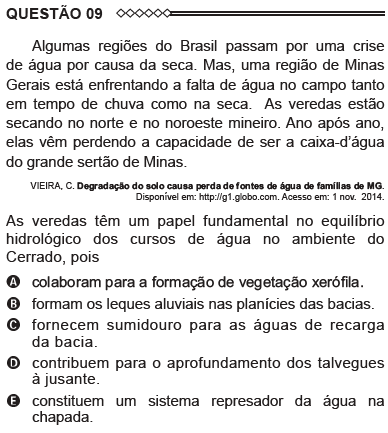 QUESTÃO 09
Algumas regiões do Brasil passam por uma crise
de água por causa da seca. Mas, uma região de Minas
Gerais está enfrentando a falta de água no campo tanto
em tempo de chuva como na seca. As veredas estão
secando no norte e no noroeste mineiro. Ano após ano,
elas vêm perdendo a capacidade de ser a caixa-d’água
do grande sertão de Minas.
VIEIRA, C. Degradação do solo causa perda de fontes de água de famílias de MG.
Disponível em: http://g1.globo.com. Acesso em: 1 nov. 2014.
As veredas têm um papel fundamental no equilíbrio
hidrológico dos cursos de água no ambiente do
Cerrado, pois
A colaboram para a formação de vegetação xerófila.
B formam os leques aluviais nas planícies das bacias.
C fornecem sumidouro para as águas de recarga
da bacia.
D contribuem para o aprofundamento dos talvegues
à jusante.
E constituem um sistema represador da água na
chapada.